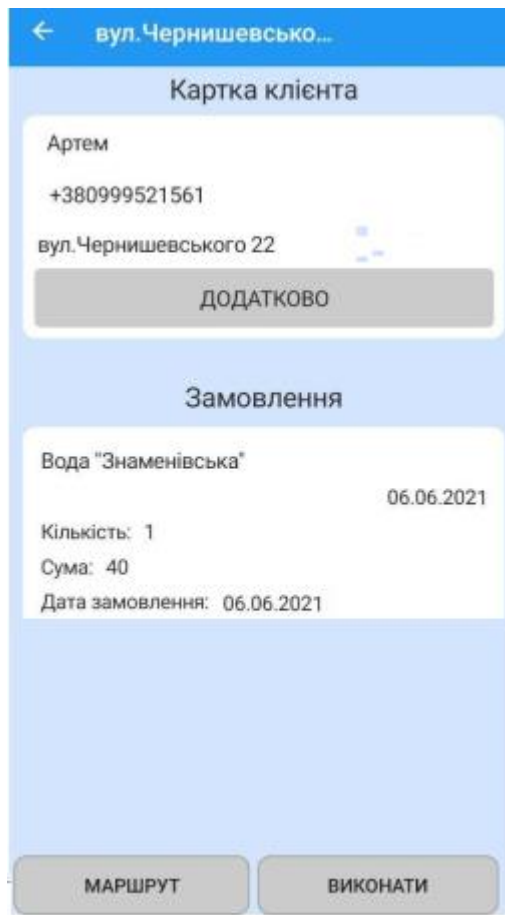 вул.Чернишевсько...
Картка клієнта
Артем
+380999521561
вул.Чернишевського 22
ДОДАТКОВО
Замовлення
Вода "Знаменівська"
06.06.2021
Кількість: 1
Сума: 40
Дата замовлення: 06.06.2021
МАРШРУТ ВИКОНАТИ